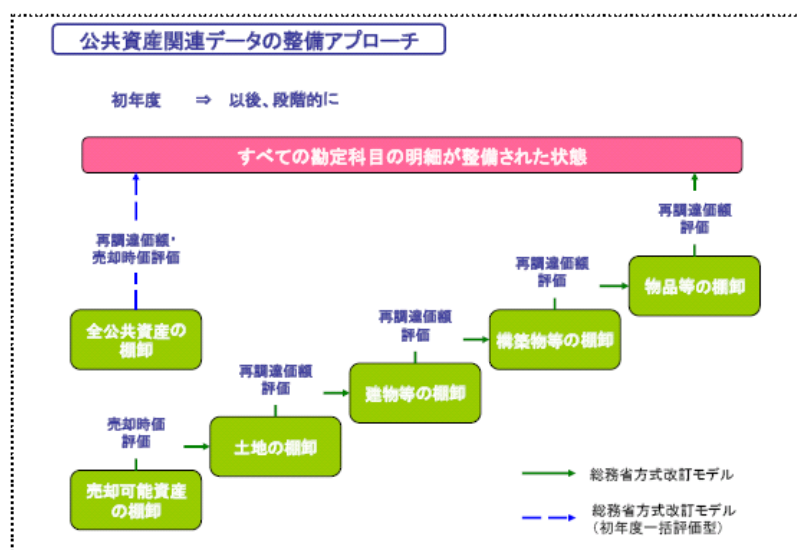 公共資産関連データの整備アプローチ
初年度 ⇒ 以後、段階的に
すべての勘定科目の明細が整備された状態
再調達価額
評価
再調達価額・
売却時価評価
再調達価額
評価
物品等の棚卸
全公共資産の
棚卸
再調達価額
評価
構築物等の棚卸
再調達価額
評価
建物等の棚卸
売却時価
評価
土地の棚卸
売却可能資産
の棚卸
総務省方式改訂モデル
総務省方式改訂モデル
(初年度一括評価型)